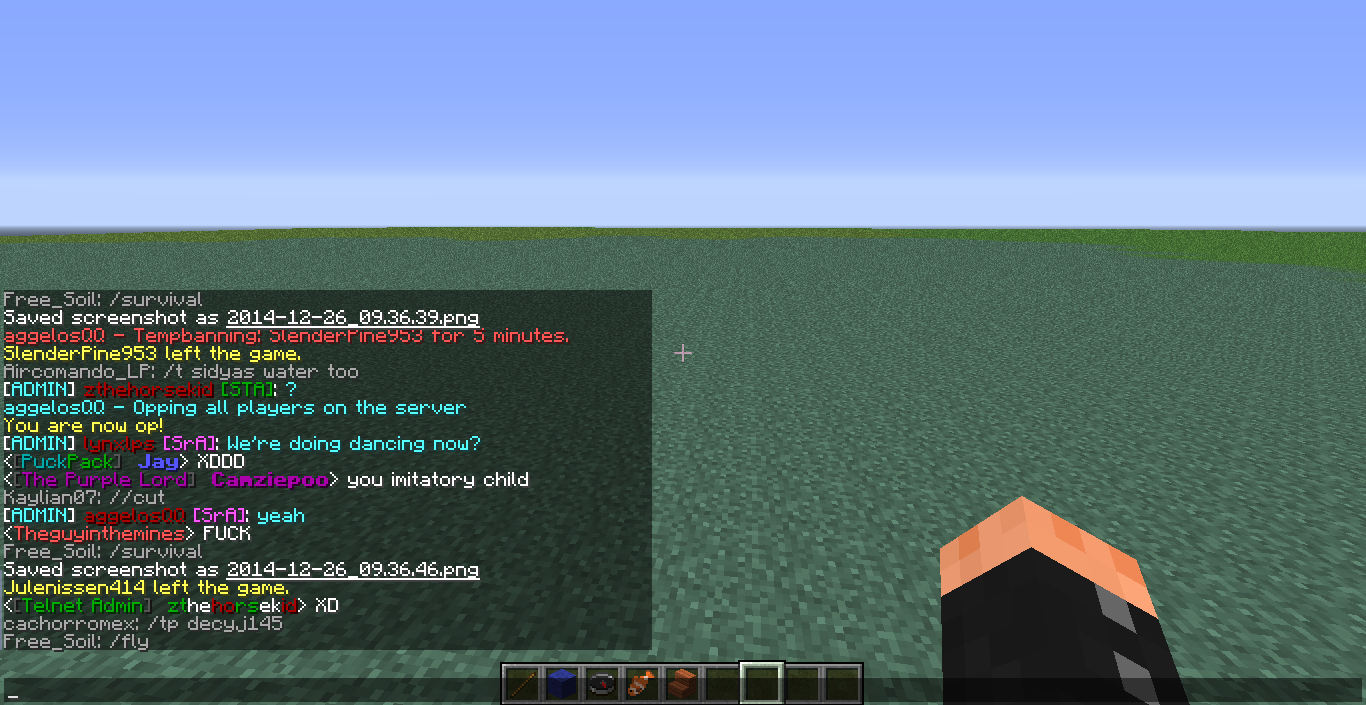 Free_Soil: /survival
Saved screenshot as 2014-12-26_09.36.39.png
aggelosQQ - Tempbanning: SlenderPine953 for 5 minutes.
SlenderPine953 left the game.
Aircomando_LP: /t sidyas water too
[ADMIN] zthehorsekid [STA]: ?
aggelosQQ - Opping all players on the server
You are now op!
[ADMIN] lynxlps [SrA]: We're doing dancing now?
<[PuckPack] Jay> XDDD
<[The Purple Lord] Camziepoo> you imitatory child
Kaylian07: //cut
[ADMIN] aggelosQQ [SrA]: yeah
<Theguyinthemines> FUCK
Free_Soil: /survival
Saved screenshot as 2014-12-26_09.36.46.png
Julenissen414 left the game.
<[Telnet Admin] zthehorsekid> XD
cachorromex: /tp decyj145
Free_Soil: /fly
_